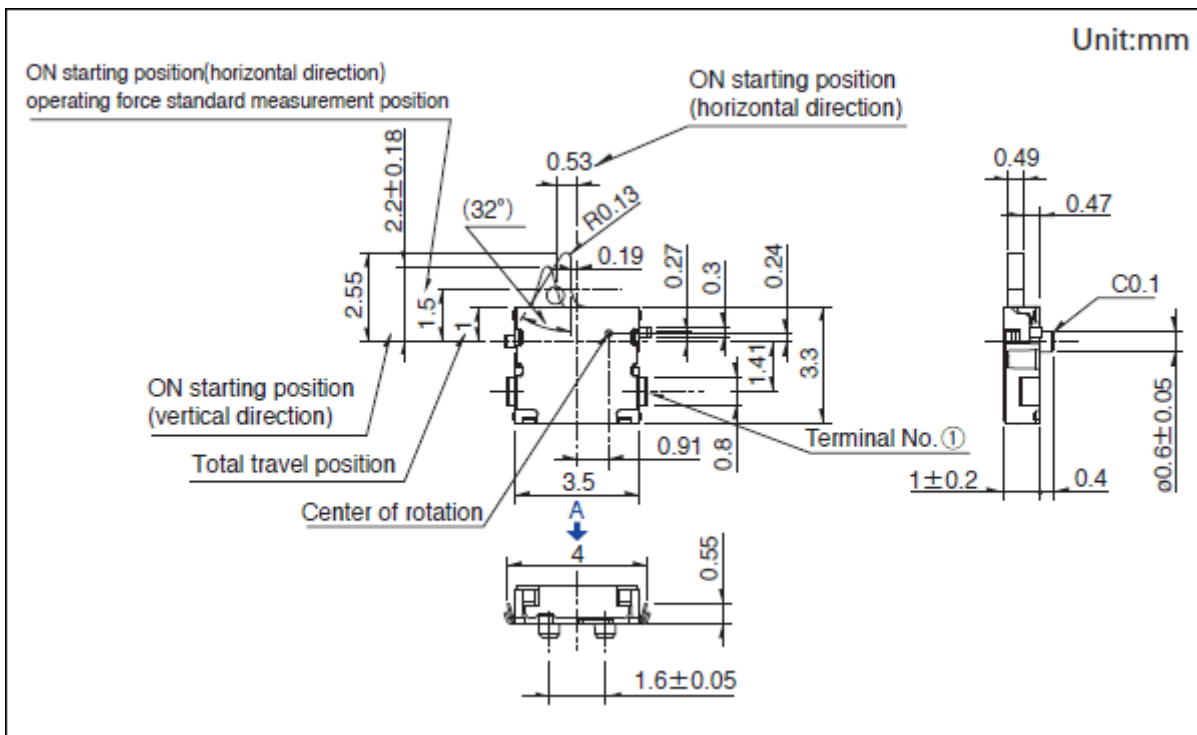 Unit:mm
ON starting position(horizontal direction)
operating force standard measurement position
ON starting position
(horizontal direction)
0.53
0.49
2.2±0.18
(32°)
R0.13
0.47
0.19
0.27
0.3
0.24
2.55
1.5
1
C0.1
1.41
3.3
ø0.6±0.05
ON starting position
(vertical direction)
Total travel position
Center of rotation
0.91
0.8
Terminal No.①
3.5
1±0.2
0.4
A
4
0.55
1.6±0.05